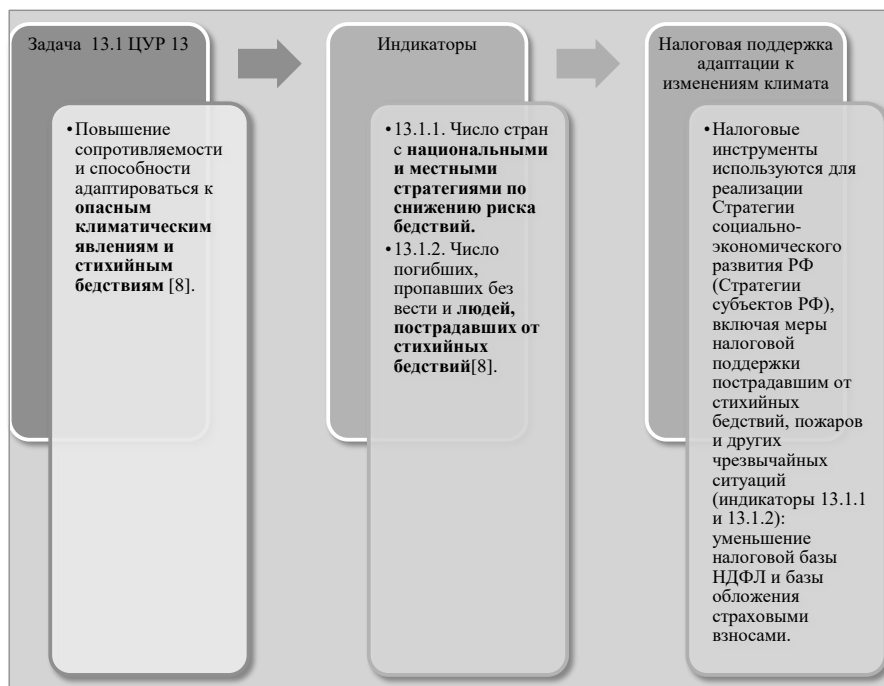 Задача 13.1 ЦУР 13
•Повышение
сопротивляемости
и способности
адаптироваться к
опасным
климатическим
явлениям и
стихийным
бедствиям [8].
Индикаторы
•13.1.1. Число стран
с национальными
и местными
стратегиями по
снижению риска
бедствий.
•13.1.2. Число
погибших,
пропавших без
вести и людей,
пострадавших от
стихийных
бедствий[8].
Налоговая поддержка
адаптации к
изменениям климата
•Налоговые
инструменты
используются для
реализации
Стратегии
социально-
экономического
развития РФ
(Стратегии
субъектов РФ),
включая меры
налоговой
поддержки
пострадавшим от
стихийных
бедствий, пожаров
и других
чрезвычайных
ситуаций
(индикаторы 13.1.1
и 13.1.2):
уменьшение
налоговой базы
НДФЛ и базы
обложения
страховыми
взносами.